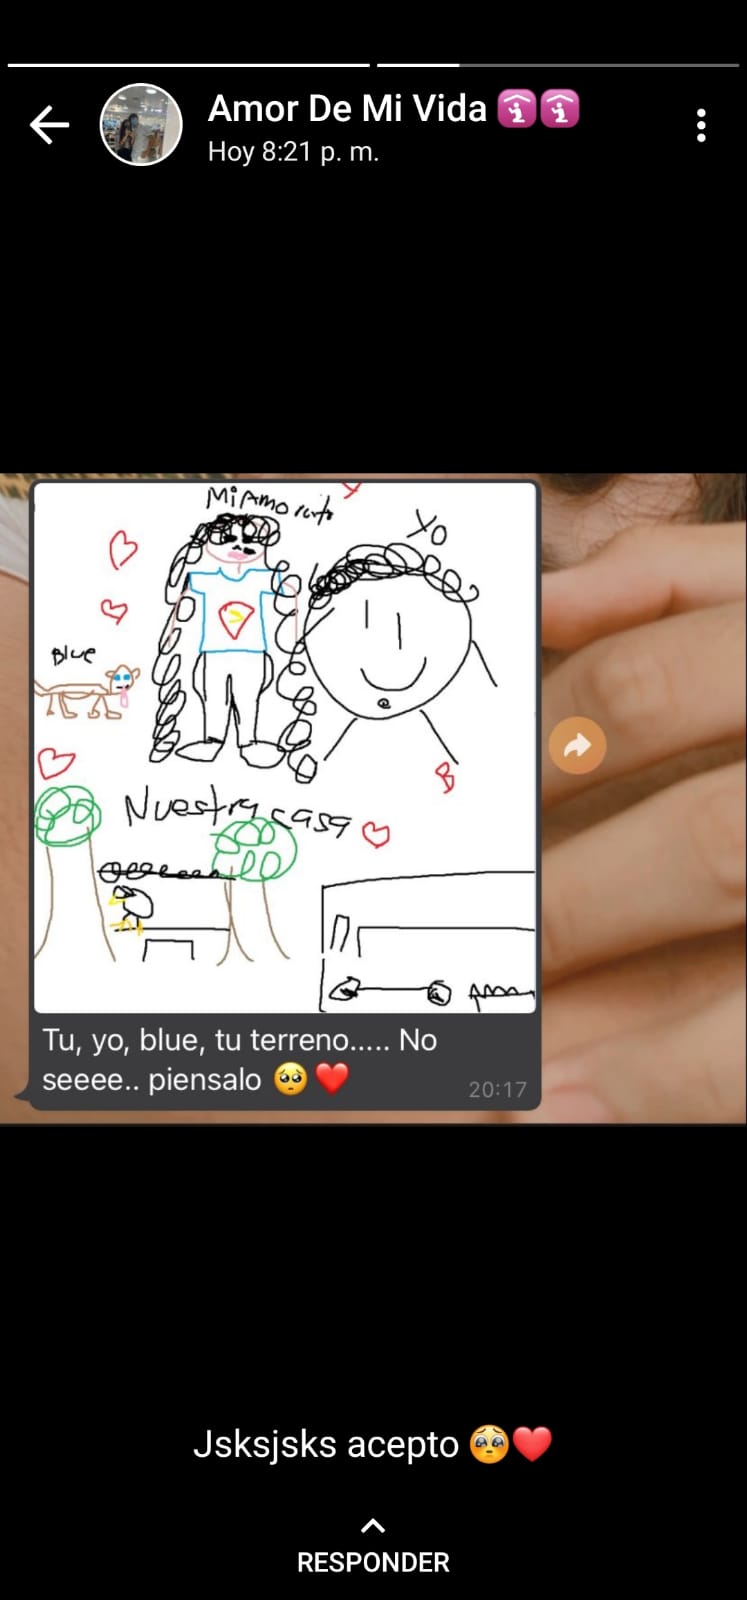 Amor De Mi Vida 🛐🛐
Hoy 8:21 p. m.
Mi Amorcito
Yo
Blue
Nuestra casa
Tu, yo, blue, tu terreno..... No
seeee.. piensalo 🥺❤️
20:17
Jsksjsks acepto 🥺❤️
RESPONDER